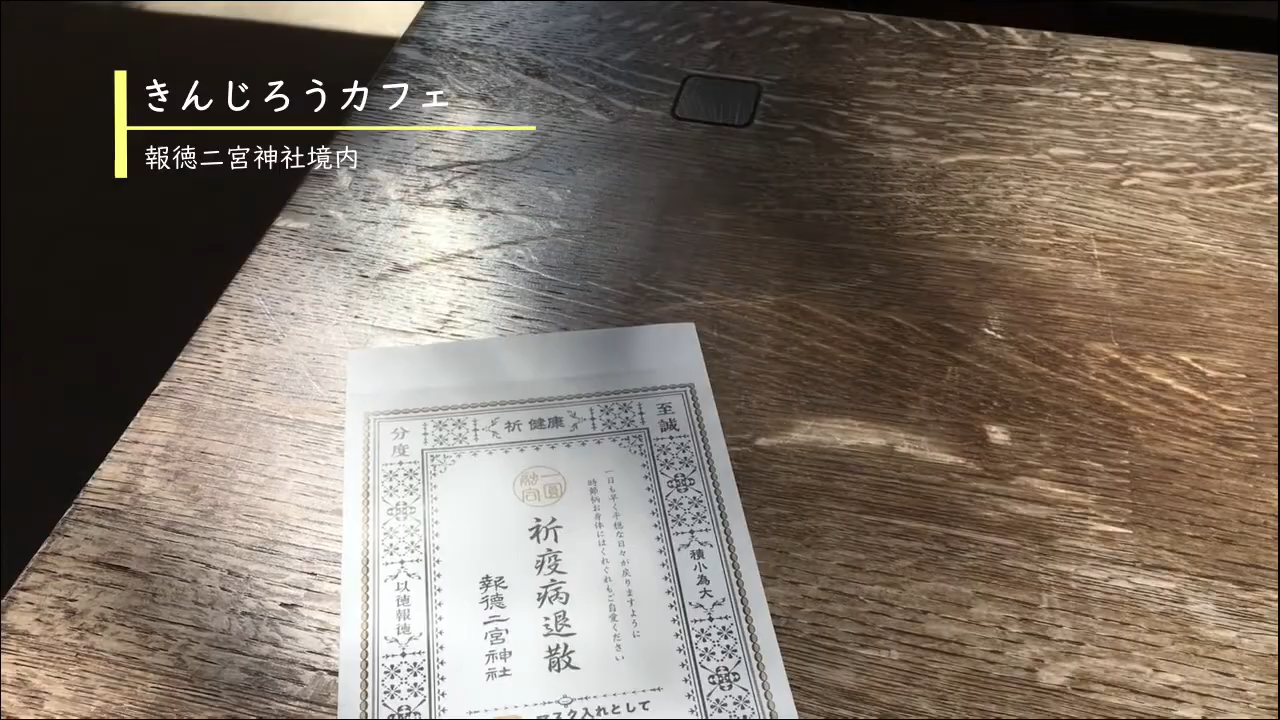 きんじろうカフェ
報徳二宮神社境内
祈 健康
至誠
分度
一日も早く平穏な日々が戻りますように
時節柄お身体にはくれぐれもご自愛ください
祈疫病退散
報徳二宮神社
積小為大
以徳報徳
マスク入れとして